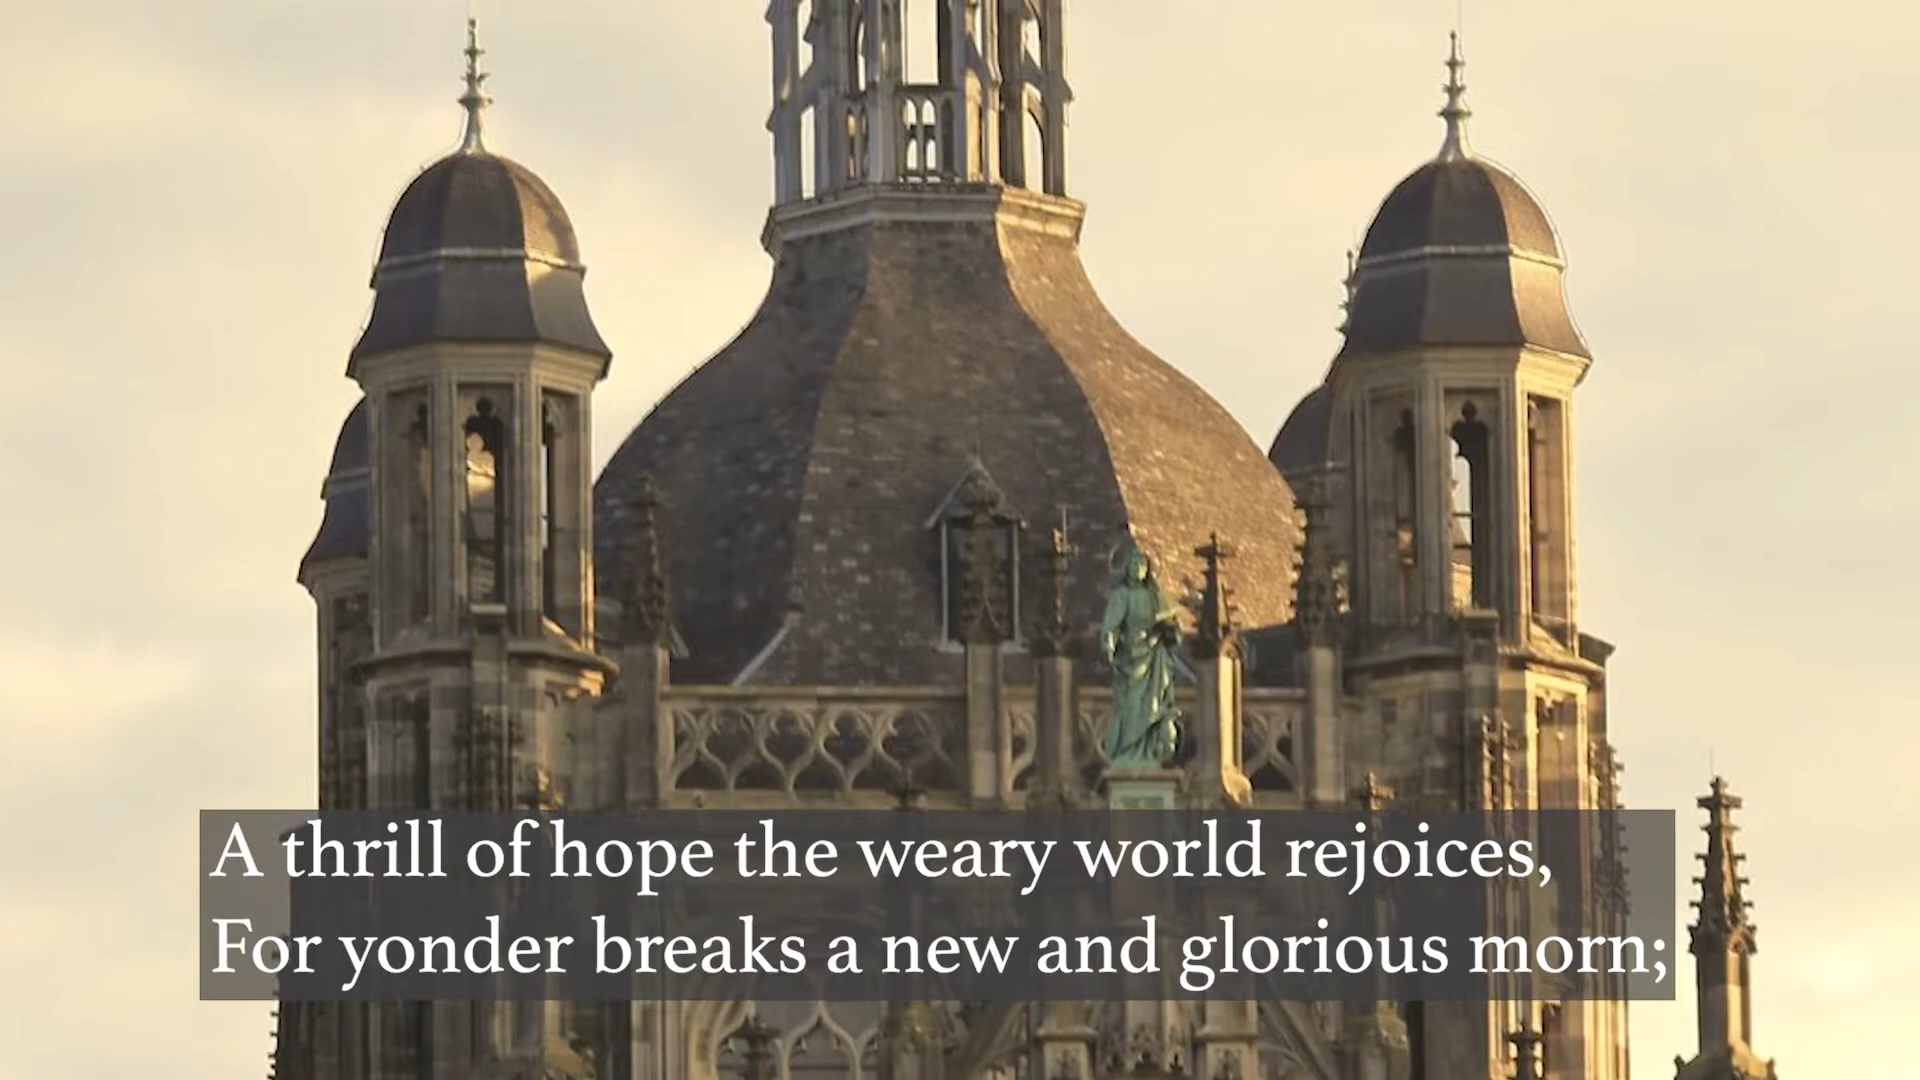 A thrill of hope the weary world rejoices,
For yonder breaks a new and glorious morn;